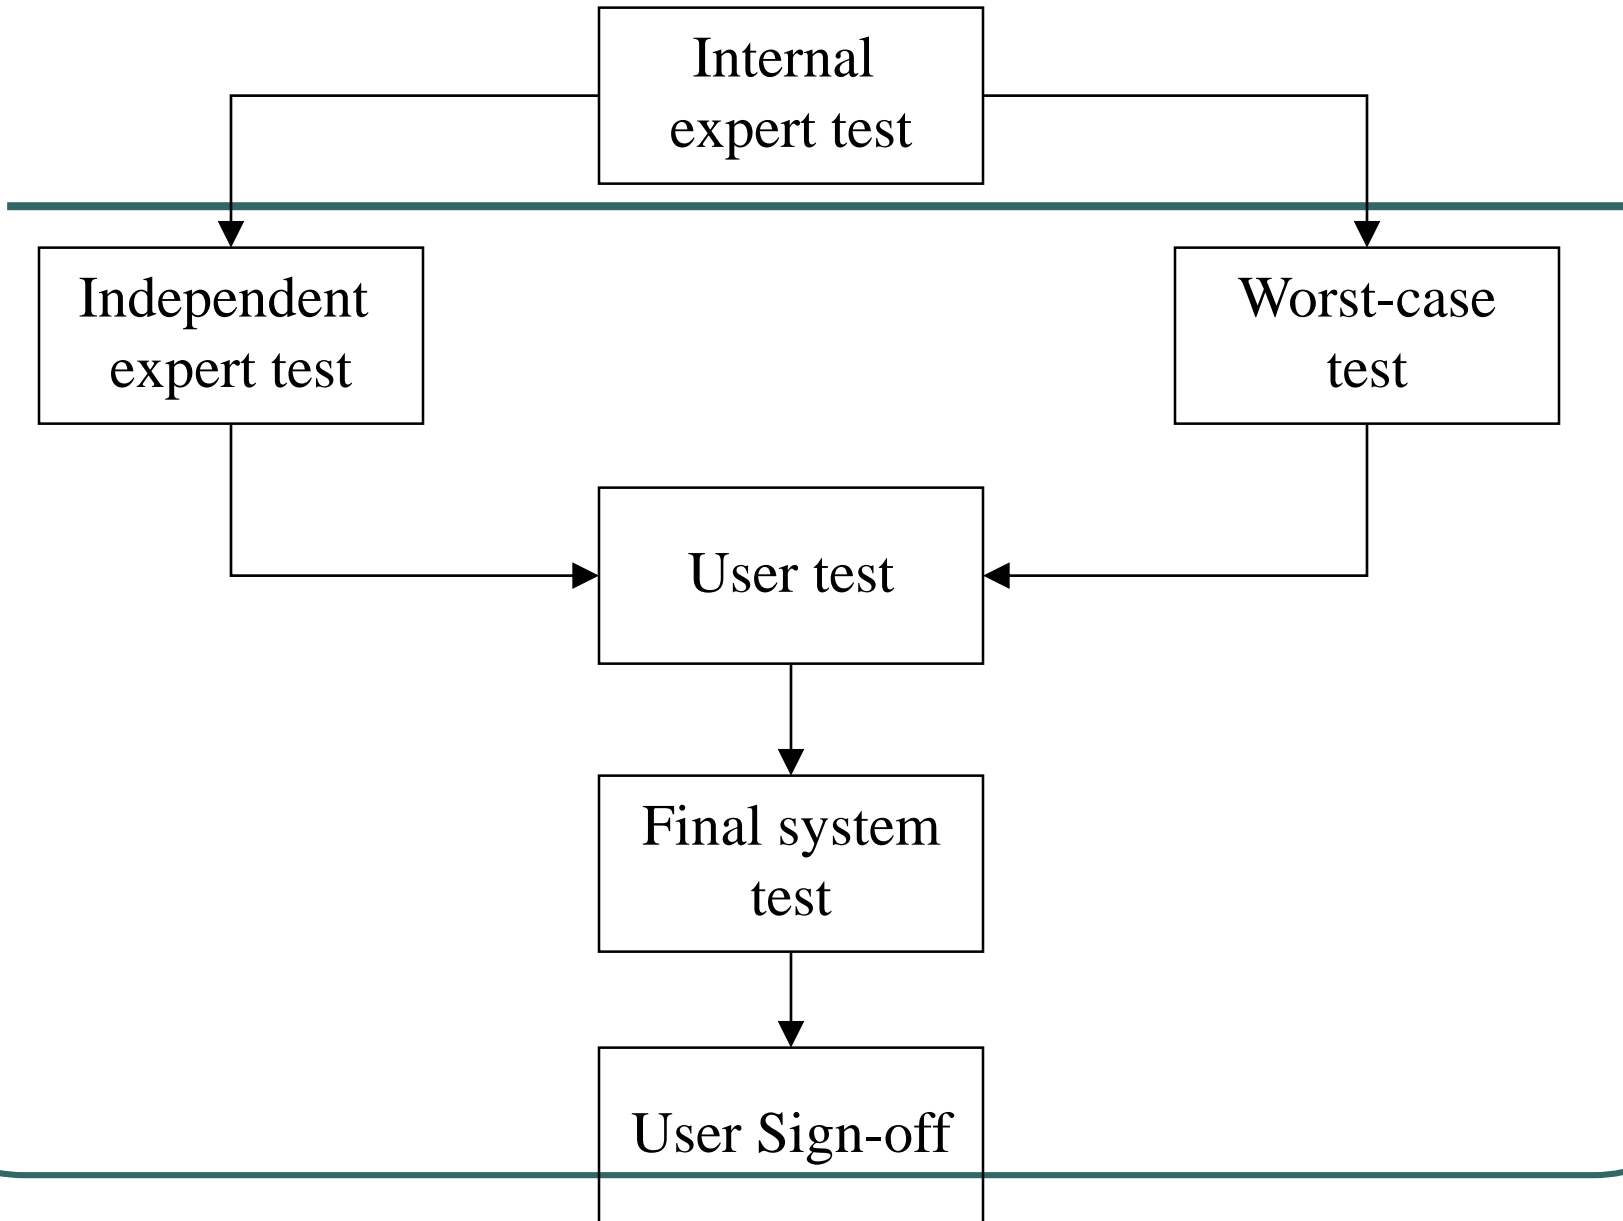 Internal
expert test
Independent
expert test
Worst-case
test
User test
Final system
test
User Sign-off